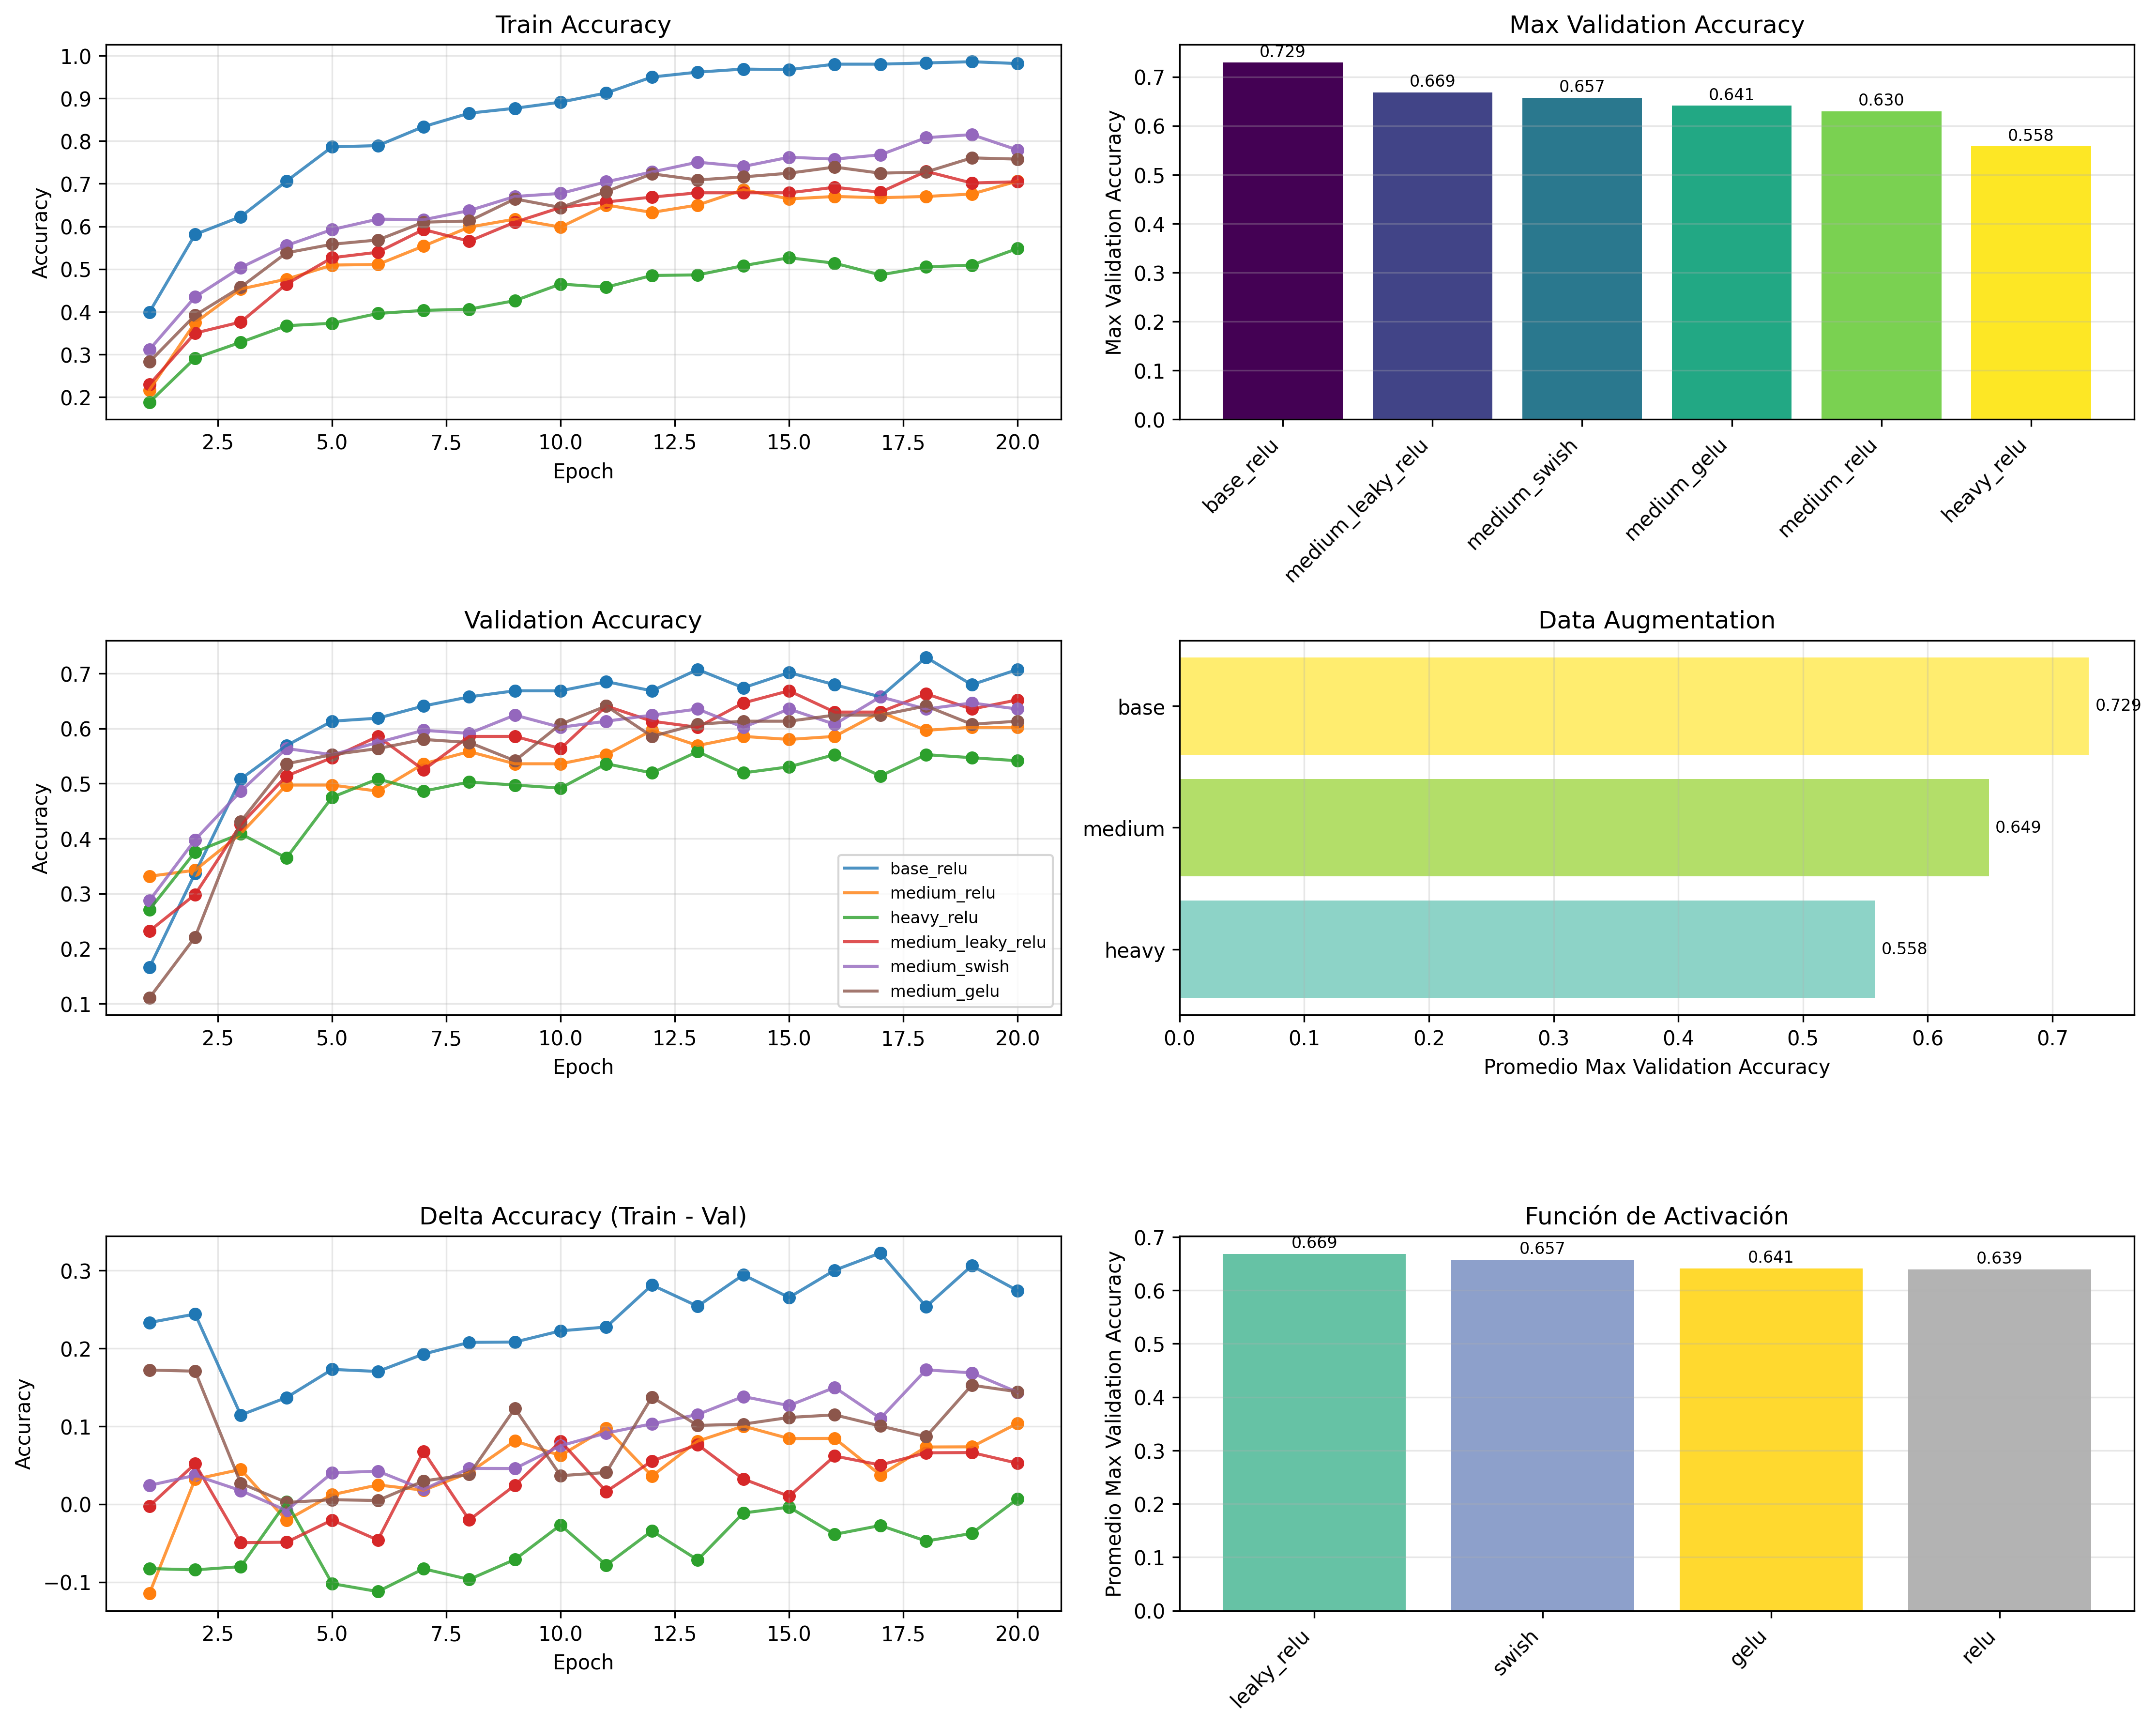 Train Accuracy
Accuracy
1.0
0.9
0.8
0.7
0.6
0.5
0.4
0.3
0.2
2.5 5.0 7.5 10.0 12.5 15.0 17.5 20.0
Epoch
Max Validation Accuracy
Max Validation Accuracy
0.7
0.6
0.5
0.4
0.3
0.2
0.1
0.0
0.729
0.669
0.657
0.641
0.630
0.558
base_relu
medium_leaky_relu
medium_swish
medium_gelu
medium_relu
heavy_relu
Validation Accuracy
Accuracy
0.7
0.6
0.5
0.4
0.3
0.2
0.1
base_relu
medium_relu
heavy_relu
medium_leaky_relu
medium_swish
medium_gelu
2.5 5.0 7.5 10.0 12.5 15.0 17.5 20.0
Epoch
Data Augmentation
base 0.729
medium 0.649
heavy 0.558
0.0 0.1 0.2 0.3 0.4 0.5 0.6 0.7
Promedio Max Validation Accuracy
Delta Accuracy (Train - Val)
Accuracy
0.3
0.2
0.1
0.0
−0.1
2.5 5.0 7.5 10.0 12.5 15.0 17.5 20.0
Epoch
Función de Activación
Promedio Max Validation Accuracy
0.7
0.6
0.5
0.4
0.3
0.2
0.1
0.0
0.669
0.657
0.641
0.639
leaky_relu
swish
gelu
relu